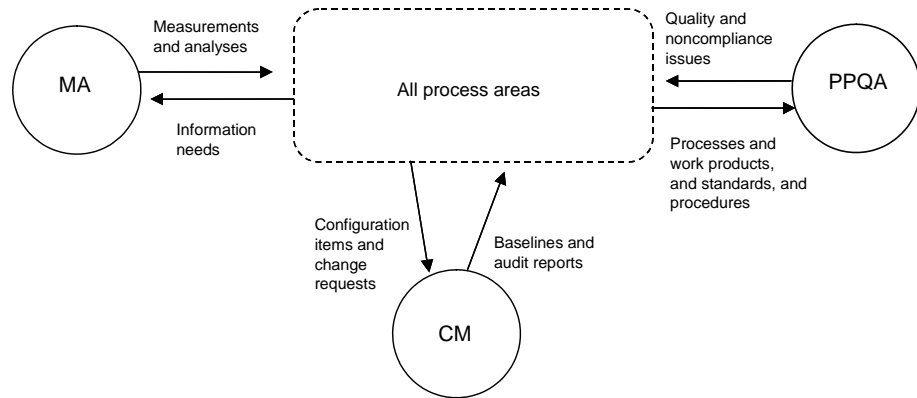 Measurements
and analyses
MA
Information
needs
All process areas
Quality and
noncompliance
issues
PPQA
Processes and
work products,
and standards, and
procedures
Configuration
items and
change
requests
Baselines and
audit reports
CM